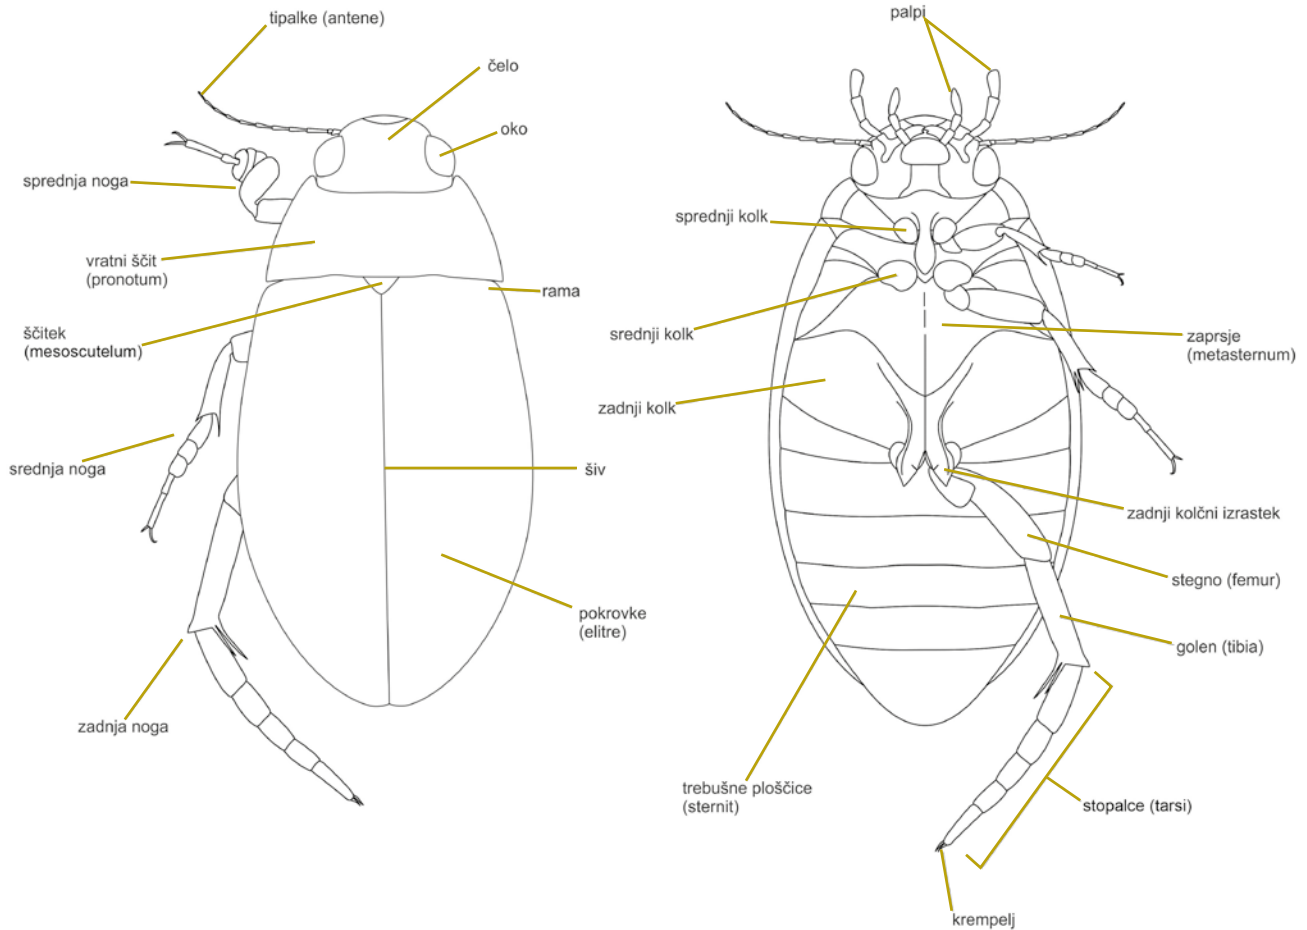 tipalke (antene)
čelo
oko
sprednja noga
vratni ščit
(pronotum)
rama
ščitek
(mesoscutelum)
srednja noga
šiv
pokrovke
(elitre)
zadnja noga
palpi
sprednji kolk
srednji kolk
zaprsje
(metasternum)
zadnji kolk
zadnji kolčni izrastek
stegno (femur)
golen (tibia)
trebušne ploščice
(sternit)
stopalce (tarsi)
krempelj